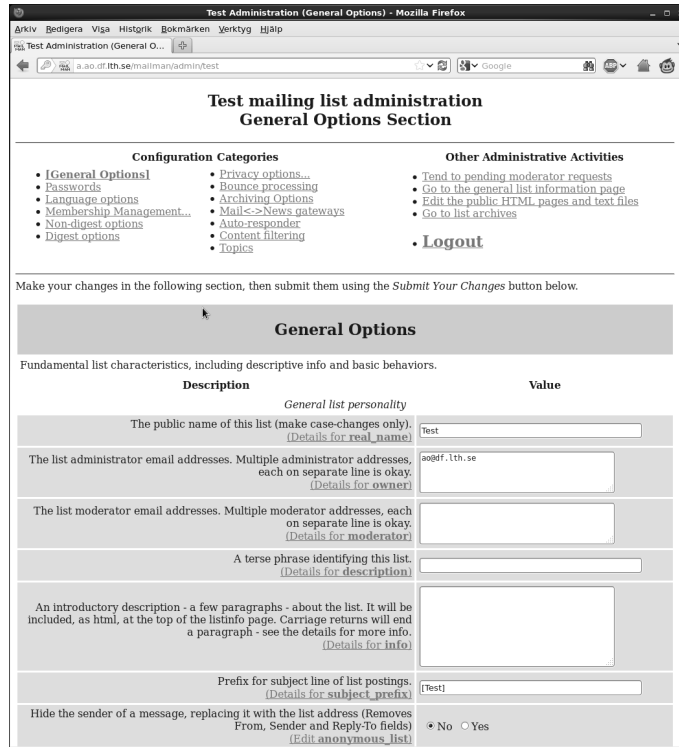 Test Administration (General Options) - Mozilla Firefox
Arkiv Redigera Visa Historik Bokmärken Verktyg Hjälp
Test Administration (General O...
a.ao.df.lth.se/mailman/admin/test
Google
ABP
Test mailing list administration
General Options Section
Configuration Categories
[General Options]
Passwords
Language options
Membership Management...
Non-digest options
Digest options
Privacy options...
Bounce processing
Archiving Options
Mail<->News gateways
Auto-responder
Content filtering
Topics
Other Administrative Activities
Tend to pending moderator requests
Go to the general list information page
Edit the public HTML pages and text files
Go to list archives
Logout
Make your changes in the following section, then submit them using the Submit Your Changes button below.
General Options
Fundamental list characteristics, including descriptive info and basic behaviors.
Description Value
General list personality
The public name of this list (make case-changes only).
(Details for real_name)
Test
The list administrator email addresses. Multiple administrator addresses,
each on separate line is okay.
(Details for owner)
ao@df.lth.se
The list moderator email addresses. Multiple moderator addresses, each
on separate line is okay.
(Details for moderator)
A terse phrase identifying this list.
(Details for description)
An introductory description - a few paragraphs - about the list. It will be
included, as html, at the top of the listinfo page. Carriage returns will end
a paragraph - see the details for more info.
(Details for info)
Prefix for subject line of list postings.
(Details for subject_prefix)
[Test]
Hide the sender of a message, replacing it with the list address (Removes
From, Sender and Reply-To fields)
(Edit anonymous_list)
No Yes